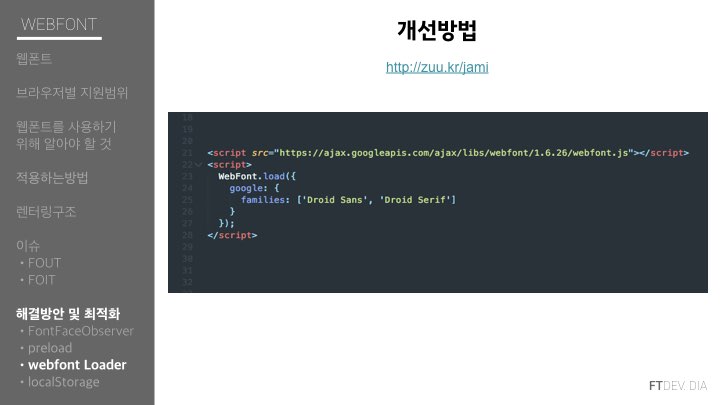 WEBFONT
웹폰트
브라우저별 지원범위
웹폰트를 사용하기
위해 알아야 할 것
적용하는방법
렌터링구조
이슈
• FOUT
• FOIT
해결방안 및 최적화
• FontFaceObserver
• preload
• webfont Loader
• localStorage
개선방법
http://zuu.kr/jami
18
19
20
21 <script src="https://ajax.googleapis.com/ajax/libs/webfont/1.6.26/webfont.js"></script>
22 <script>
23 WebFont.load({
24 google: {
25 families: ['Droid Sans', 'Droid Serif']
26 }
27 });
28 </script>
29
30
31
32
FTDEV. DIA